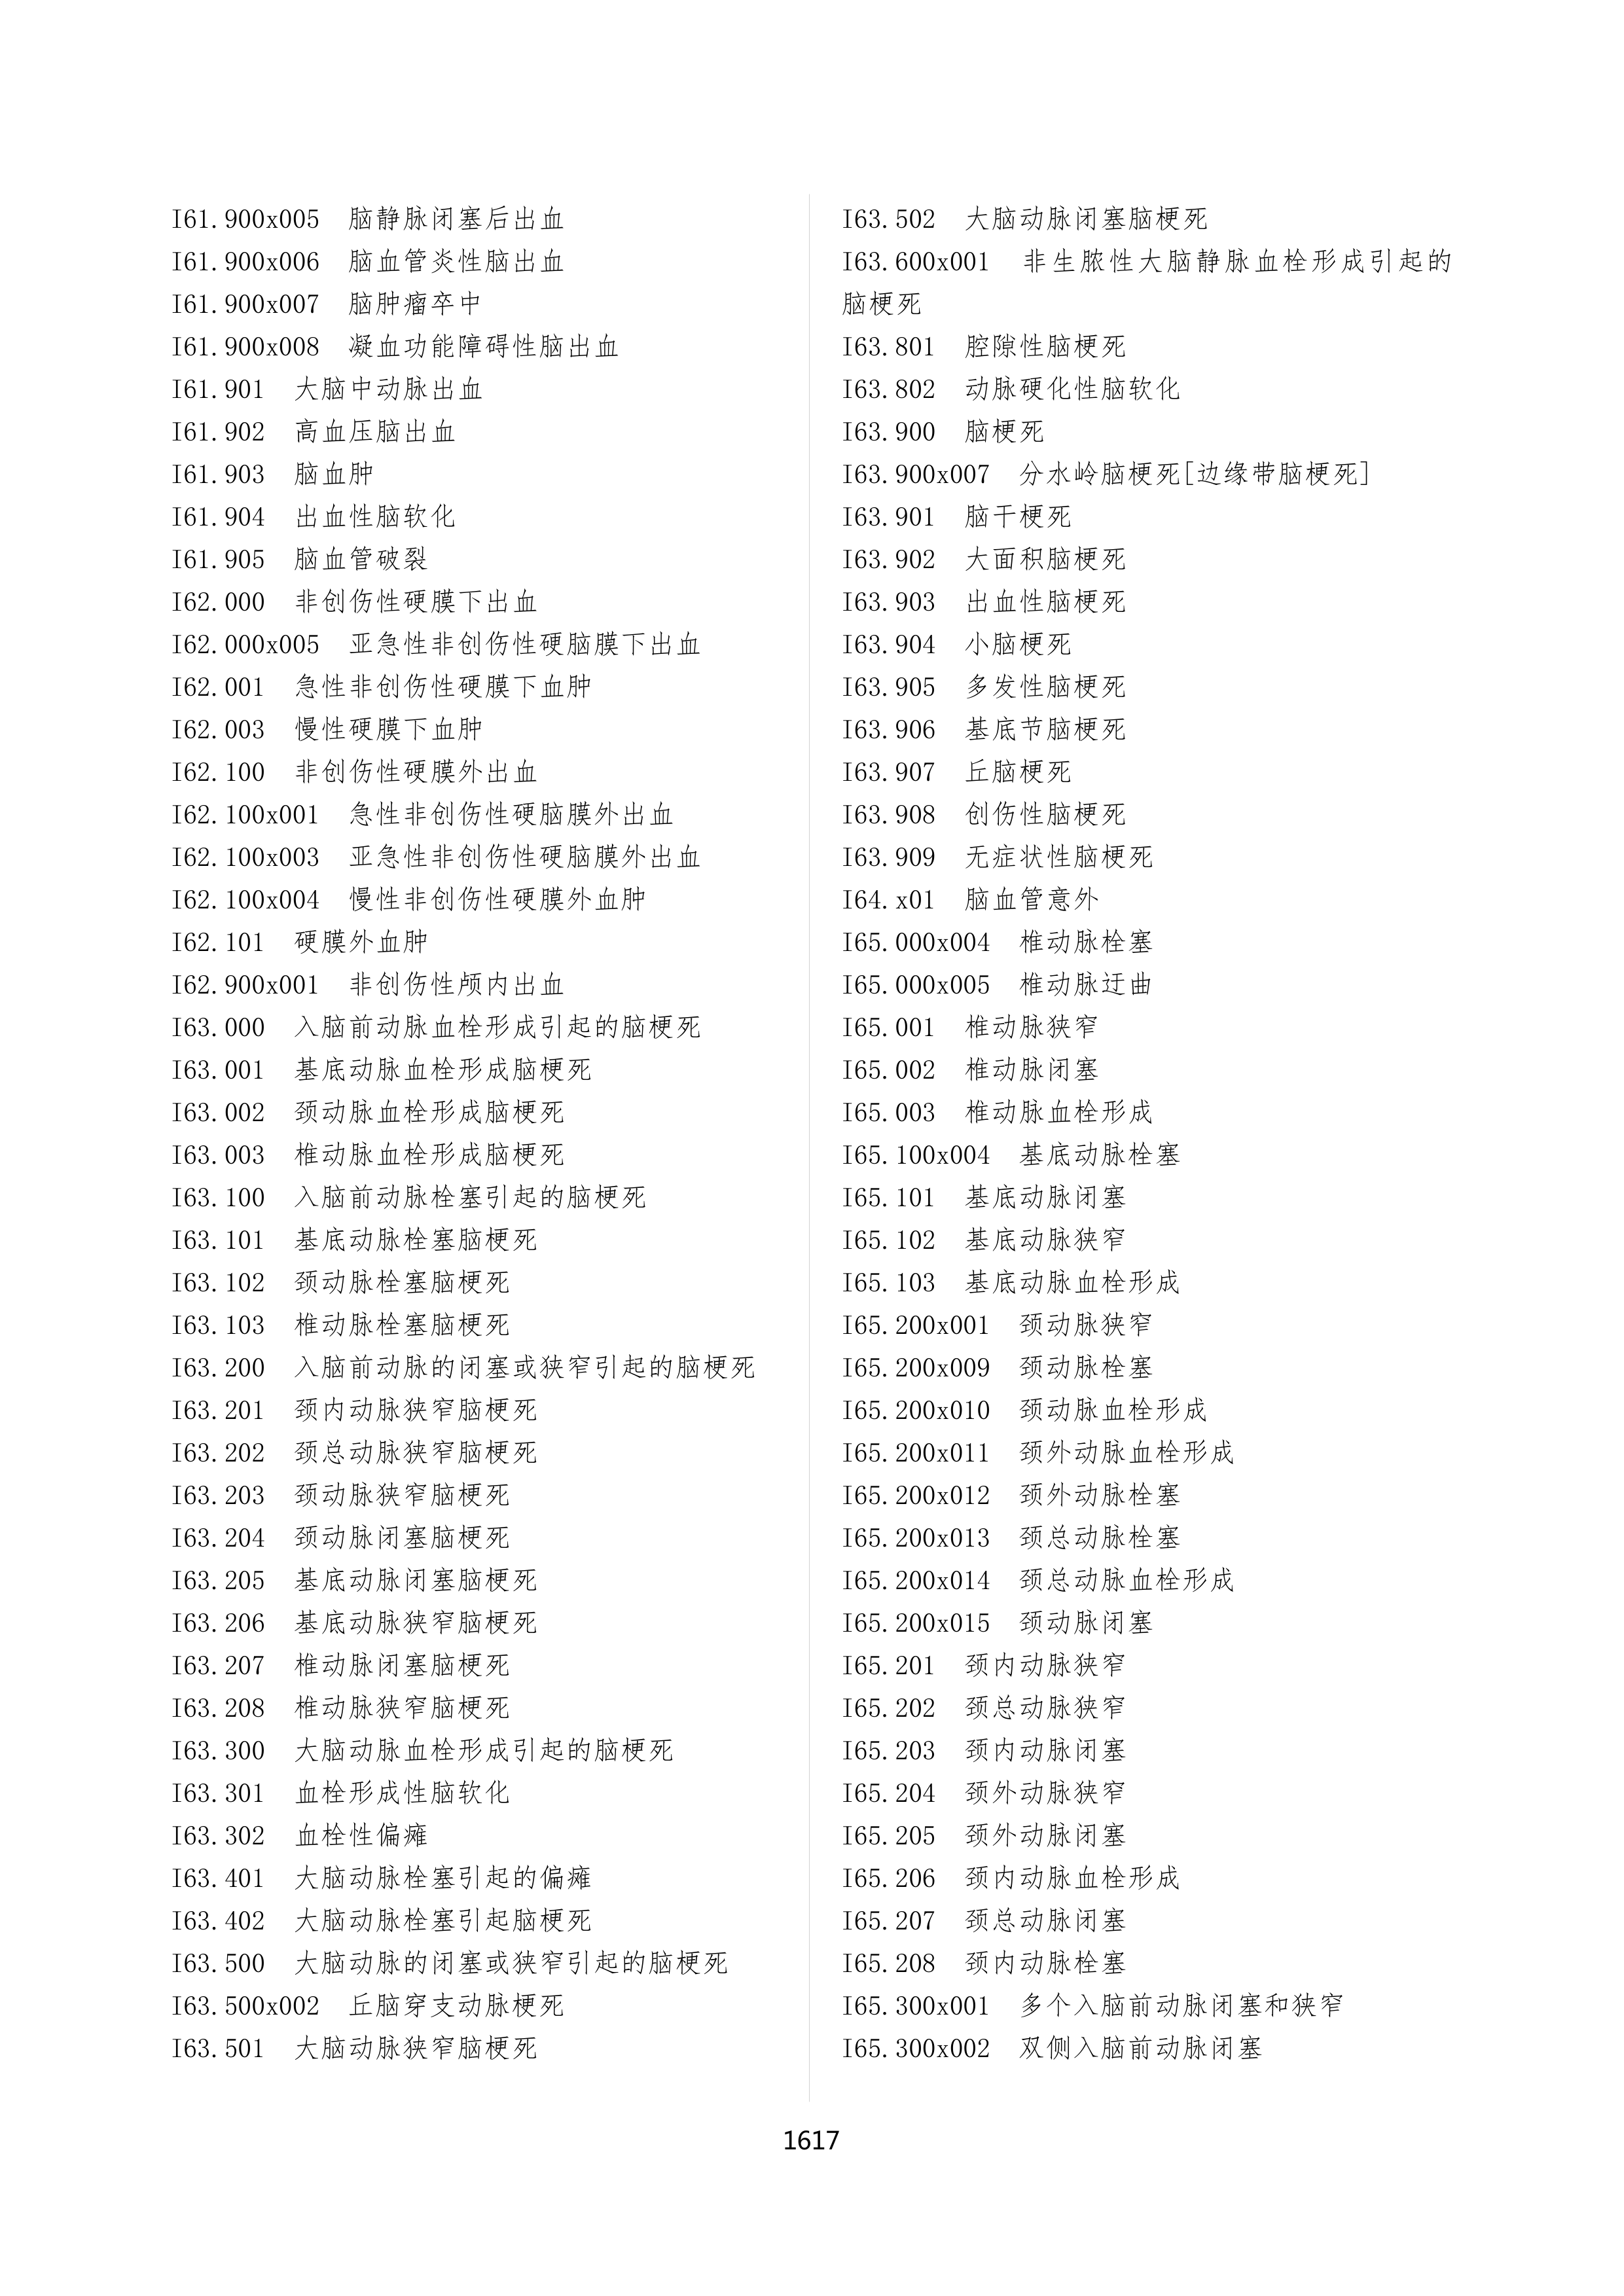 I61.900x005 脑静脉闭塞后出血
I61.900x006 脑血管炎性脑出血
I61.900x007 脑肿瘤卒中
I61.900x008 凝血功能障碍性脑出血
I61.901 大脑中动脉出血
I61.902 高血压脑出血
I61.903 脑血肿
I61.904 出血性脑软化
I61.905 脑血管破裂
I62.000 非创伤性硬膜下出血
I62.000x005 亚急性非创伤性硬脑膜下出血
I62.001 急性非创伤性硬膜下血肿
I62.003 慢性硬膜下血肿
I62.100 非创伤性硬膜外出血
I62.100x001 急性非创伤性硬脑膜外出血
I62.100x003 亚急性非创伤性硬脑膜外出血
I62.100x004 慢性非创伤性硬膜外血肿
I62.101 硬膜外血肿
I62.900x001 非创伤性颅内出血
I63.000 入脑前动脉血栓形成引起的脑梗死
I63.001 基底动脉血栓形成脑梗死
I63.002 颈动脉血栓形成脑梗死
I63.003 椎动脉血栓形成脑梗死
I63.100 入脑前动脉栓塞引起的脑梗死
I63.101 基底动脉栓塞脑梗死
I63.102 颈动脉栓塞脑梗死
I63.103 椎动脉栓塞脑梗死
I63.200 入脑前动脉的闭塞或狭窄引起的脑梗死
I63.201 颈内动脉狭窄脑梗死
I63.202 颈总动脉狭窄脑梗死
I63.203 颈动脉狭窄脑梗死
I63.204 颈动脉闭塞脑梗死
I63.205 基底动脉闭塞脑梗死
I63.206 基底动脉狭窄脑梗死
I63.207 椎动脉闭塞脑梗死
I63.208 椎动脉狭窄脑梗死
I63.300 大脑动脉血栓形成引起的脑梗死
I63.301 血栓形成性脑软化
I63.302 血栓性偏瘫
I63.401 大脑动脉栓塞引起的偏瘫
I63.402 大脑动脉栓塞引起脑梗死
I63.500 大脑动脉的闭塞或狭窄引起的脑梗死
I63.500x002 丘脑穿支动脉梗死
I63.501 大脑动脉狭窄脑梗死
I63.502 大脑动脉闭塞脑梗死
I63.600x001 非生脓性大脑静脉血栓形成引起的
脑梗死
I63.801 腔隙性脑梗死
I63.802 动脉硬化性脑软化
I63.900 脑梗死
I63.900x007 分水岭脑梗死[边缘带脑梗死]
I63.901 脑干梗死
I63.902 大面积脑梗死
I63.903 出血性脑梗死
I63.904 小脑梗死
I63.905 多发性脑梗死
I63.906 基底节脑梗死
I63.907 丘脑梗死
I63.908 创伤性脑梗死
I63.909 无症状性脑梗死
I64.x01 脑血管意外
I65.000x004 椎动脉栓塞
I65.000x005 椎动脉迂曲
I65.001 椎动脉狭窄
I65.002 椎动脉闭塞
I65.003 椎动脉血栓形成
I65.100x004 基底动脉栓塞
I65.101 基底动脉闭塞
I65.102 基底动脉狭窄
I65.103 基底动脉血栓形成
I65.200x001 颈动脉狭窄
I65.200x009 颈动脉栓塞
I65.200x010 颈动脉血栓形成
I65.200x011 颈外动脉血栓形成
I65.200x012 颈外动脉栓塞
I65.200x013 颈总动脉栓塞
I65.200x014 颈总动脉血栓形成
I65.200x015 颈动脉闭塞
I65.201 颈内动脉狭窄
I65.202 颈总动脉狭窄
I65.203 颈内动脉闭塞
I65.204 颈外动脉狭窄
I65.205 颈外动脉闭塞
I65.206 颈内动脉血栓形成
I65.207 颈总动脉闭塞
I65.208 颈内动脉栓塞
I65.300x001 多个入脑前动脉闭塞和狭窄
I65.300x002 双侧入脑前动脉闭塞
1617